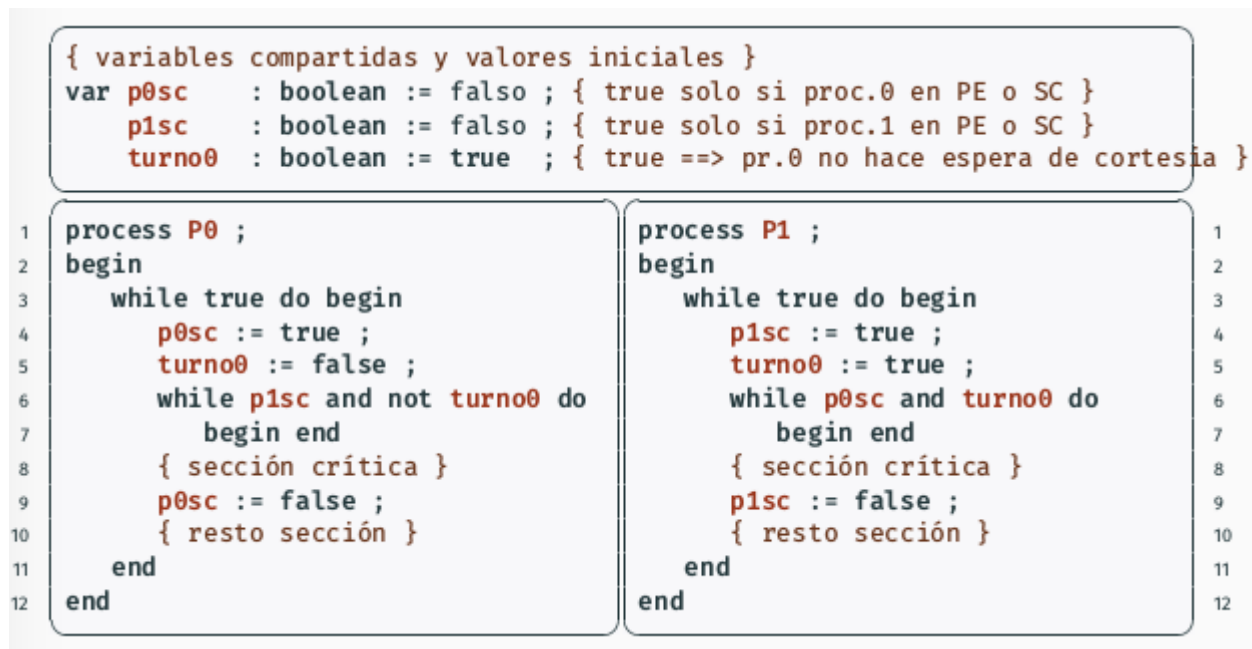 { variables compartidas y valores iniciales }
var p0sc : boolean := falso ; { true solo si proc.0 en PE o SC }
p1sc : boolean := falso ; { true solo si proc.1 en PE o SC }
turno0 : boolean := true ; { true ==> pr.0 no hace espera de cortesía }
1 process P0 ;
2 begin
3 while true do begin
4 p0sc := true ;
5 turno0 := false ;
6 while p1sc and not turno0 do
7 begin end
8 { sección crítica }
9 p0sc := false ;
10 { resto sección }
11 end
12 end
process P1 ; 1
begin 2
while true do begin 3
p1sc := true ; 4
turno0 := true ; 5
while p0sc and turno0 do 6
begin end 7
{ sección crítica } 8
p1sc := false ; 9
{ resto sección } 10
end 11
end 12